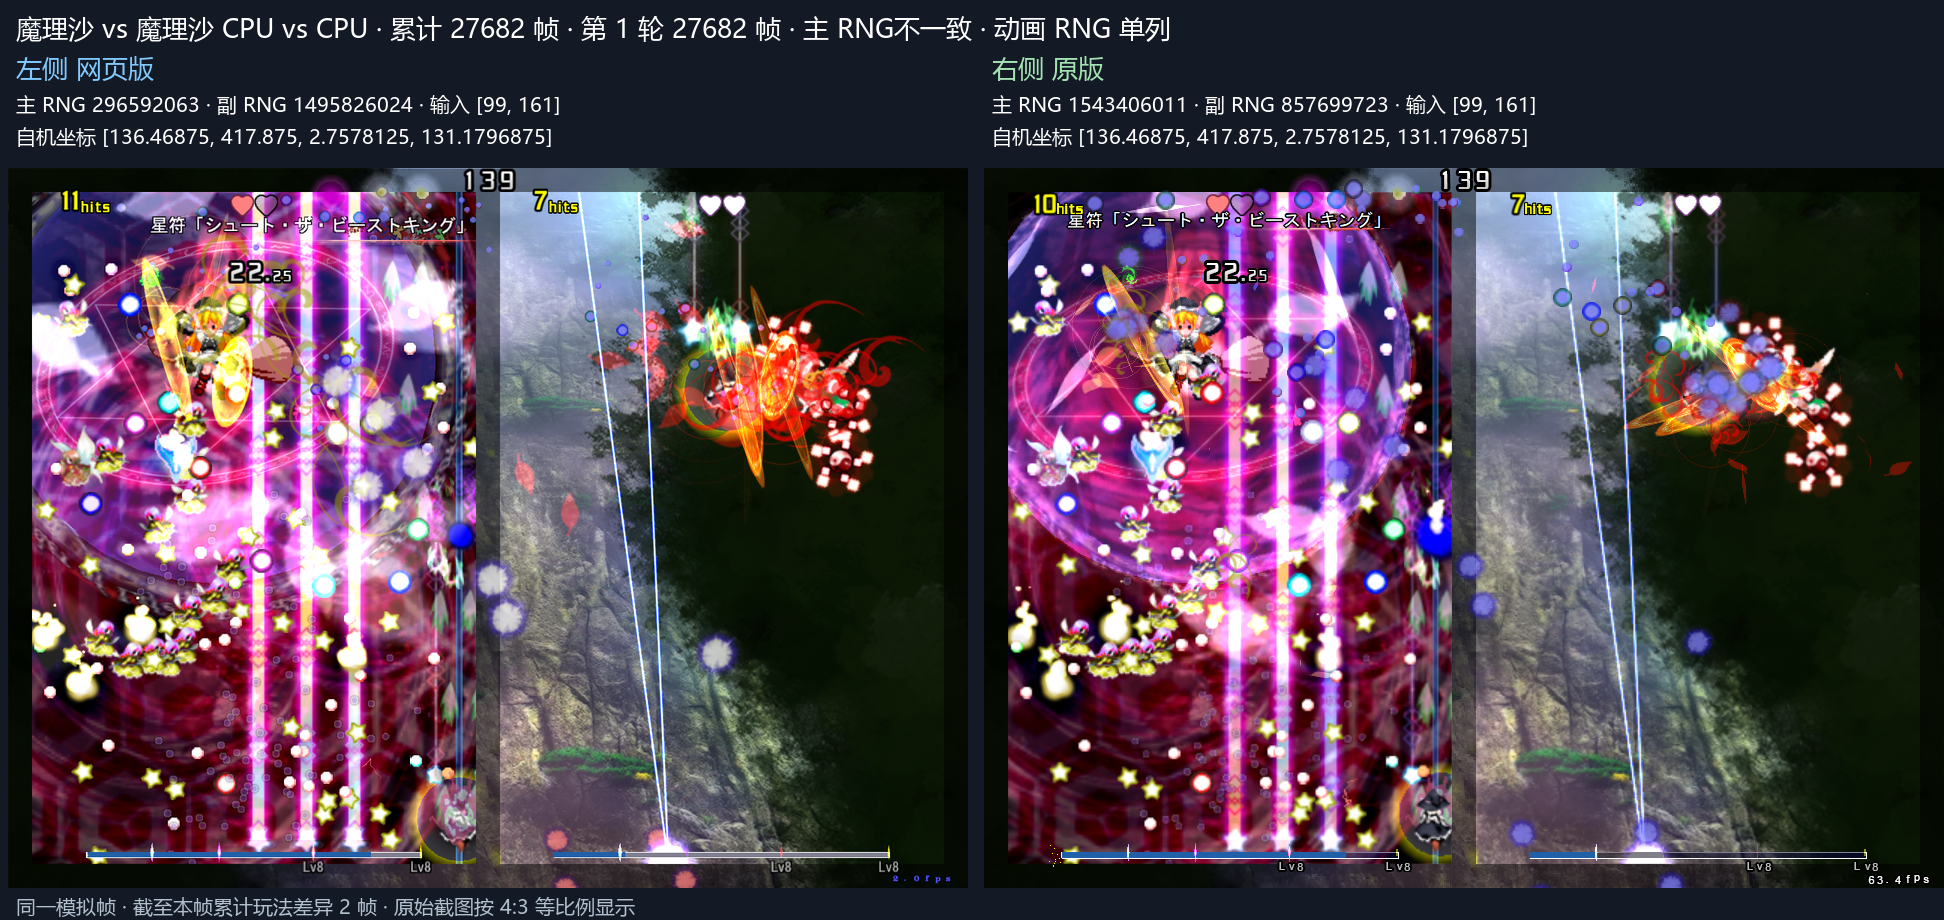 魔理沙 vs 魔理沙 CPU vs CPU · 累计 27682 帧 · 第 1 轮 27682 帧 · 主 RNG不一致 · 动画 RNG 单列
左侧 网页版
主 RNG 296592063 · 副 RNG 1495826024 · 输入 [99, 161]
自机坐标 [136.46875, 417.875, 2.7578125, 131.1796875]
右侧 原版
主 RNG 1543406011 · 副 RNG 857699723 · 输入 [99, 161]
自机坐标 [136.46875, 417.875, 2.7578125, 131.1796875]
139
11hits
7hits
星符「シュート・ザ・ビーストキング」
22.25
Lv8
Lv8
Lv8
Lv8
2.0fps
139
10hits
7hits
星符「シュート・ザ・ビーストキング」
22.25
Lv8
Lv8
Lv8
Lv8
63.4fps
同一模拟帧 · 截至本帧累计玩法差异 2 帧 · 原始截图按 4:3 等比例显示